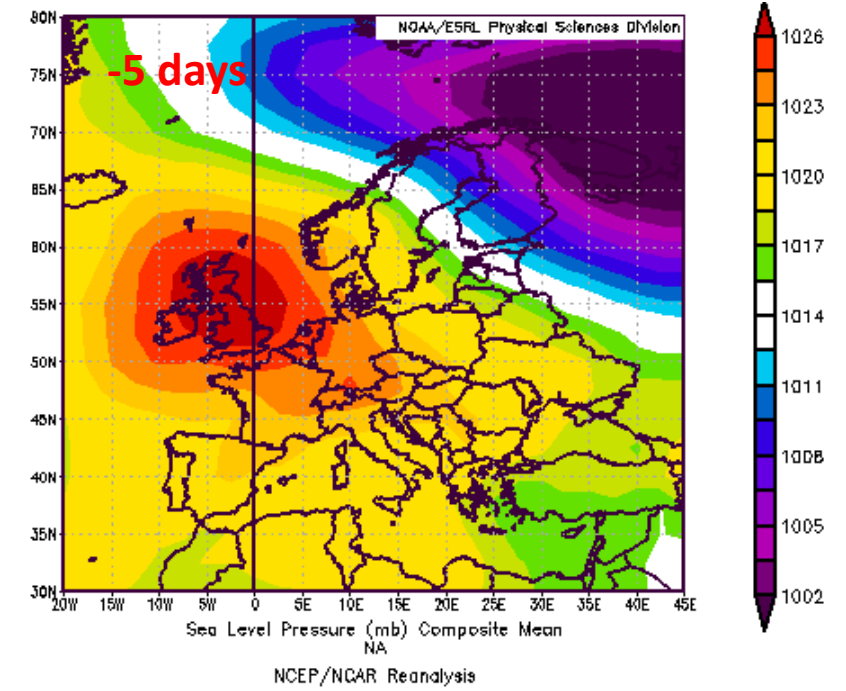 NOAA/ESRL Physical Sciences Division
-5 days
80N
75N
70N
65N
60N
55N
50N
45N
40N
35N
30N
20W 15W 10W 5W 0 5E 10E 15E 20E 25E 30E 35E 40E 45E
1026
1023
1020
1017
1014
1011
1008
1005
1002
Sea Level Pressure (mb) Composite Mean
NA
NCEP/NCAR Reanalysis